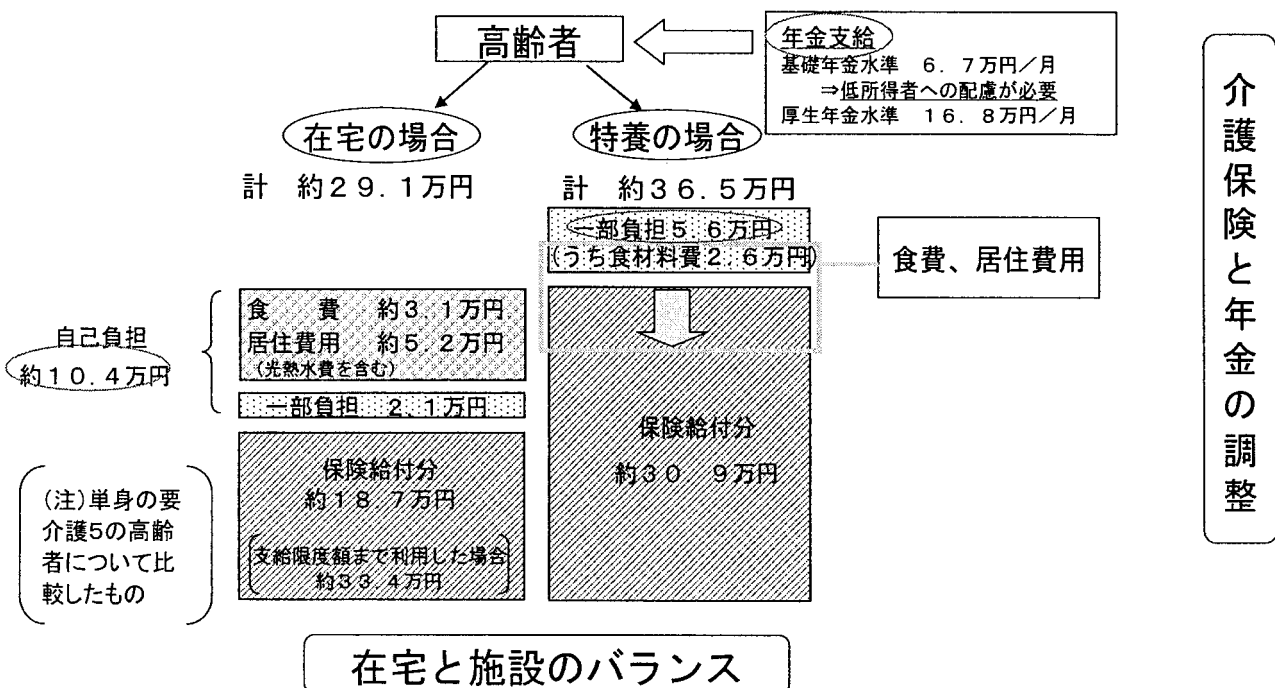 高齢者
年金支給
基礎年金水準 6.7万円/月
⇒低所得者への配慮が必要
厚生年金水準 16.8万円/月
在宅の場合
特養の場合
計 約29.1万円
計 約36.5万円
一部負担5.6万円
(うち食材料費2.6万円)
食費、居住費用
食 費 約3.1万円
居住費用 約5.2万円
(光熱水費を含む)
自己負担
約10.4万円
一部負担 2.1万円
保険給付分
約18.7万円
支給限度額まで利用した場合
約33.4万円
保険給付分
約30.9万円
(注)単身の要
介護5の高齢
者について比
較したもの
在宅と施設のバランス
介護保険と年金の調整